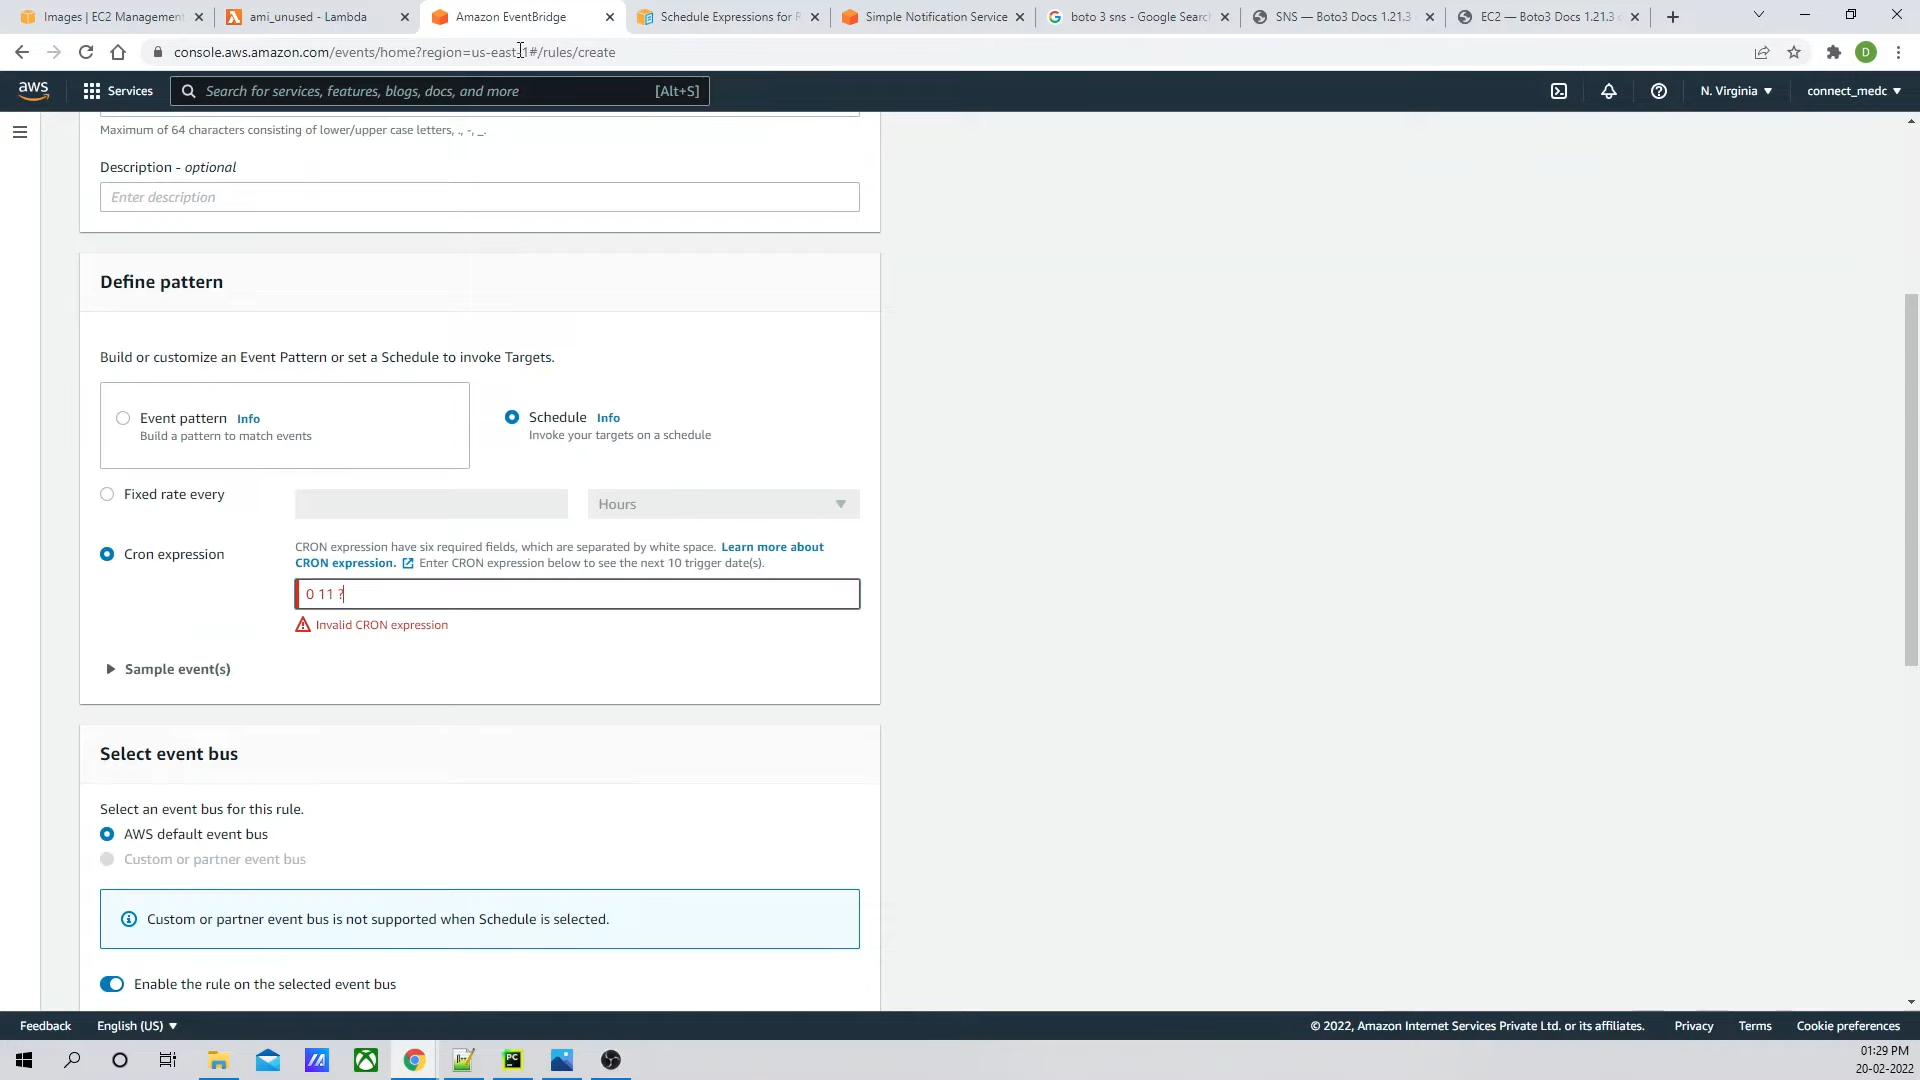 Images | EC2 Management
ami_unused - Lambda
Amazon EventBridge
Schedule Expressions for R
Simple Notification Service
boto 3 sns - Google Search
SNS — Boto3 Docs 1.21.3
EC2 — Boto3 Docs 1.21.3 d
console.aws.amazon.com/events/home?region=us-east-1#/rules/create
D
aws
Services
Search for services, features, blogs, docs, and more
[Alt+S]
N. Virginia
connect_medc
Maximum of 64 characters consisting of lower/upper case letters, ., -, _.
Description - optional
Enter description
Define pattern
Build or customize an Event Pattern or set a Schedule to invoke Targets.
Event pattern Info
Build a pattern to match events
Schedule Info
Invoke your targets on a schedule
Fixed rate every
Hours
Cron expression
CRON expression have six required fields, which are separated by white space. Learn more about
CRON expression. Enter CRON expression below to see the next 10 trigger date(s).
0 11 ?
Invalid CRON expression
Sample event(s)
Select event bus
Select an event bus for this rule.
AWS default event bus
Custom or partner event bus
Custom or partner event bus is not supported when Schedule is selected.
Enable the rule on the selected event bus
Feedback
English (US)
© 2022, Amazon Internet Services Private Ltd. or its affiliates.
Privacy
Terms
Cookie preferences
PC
01:29 PM
20-02-2022